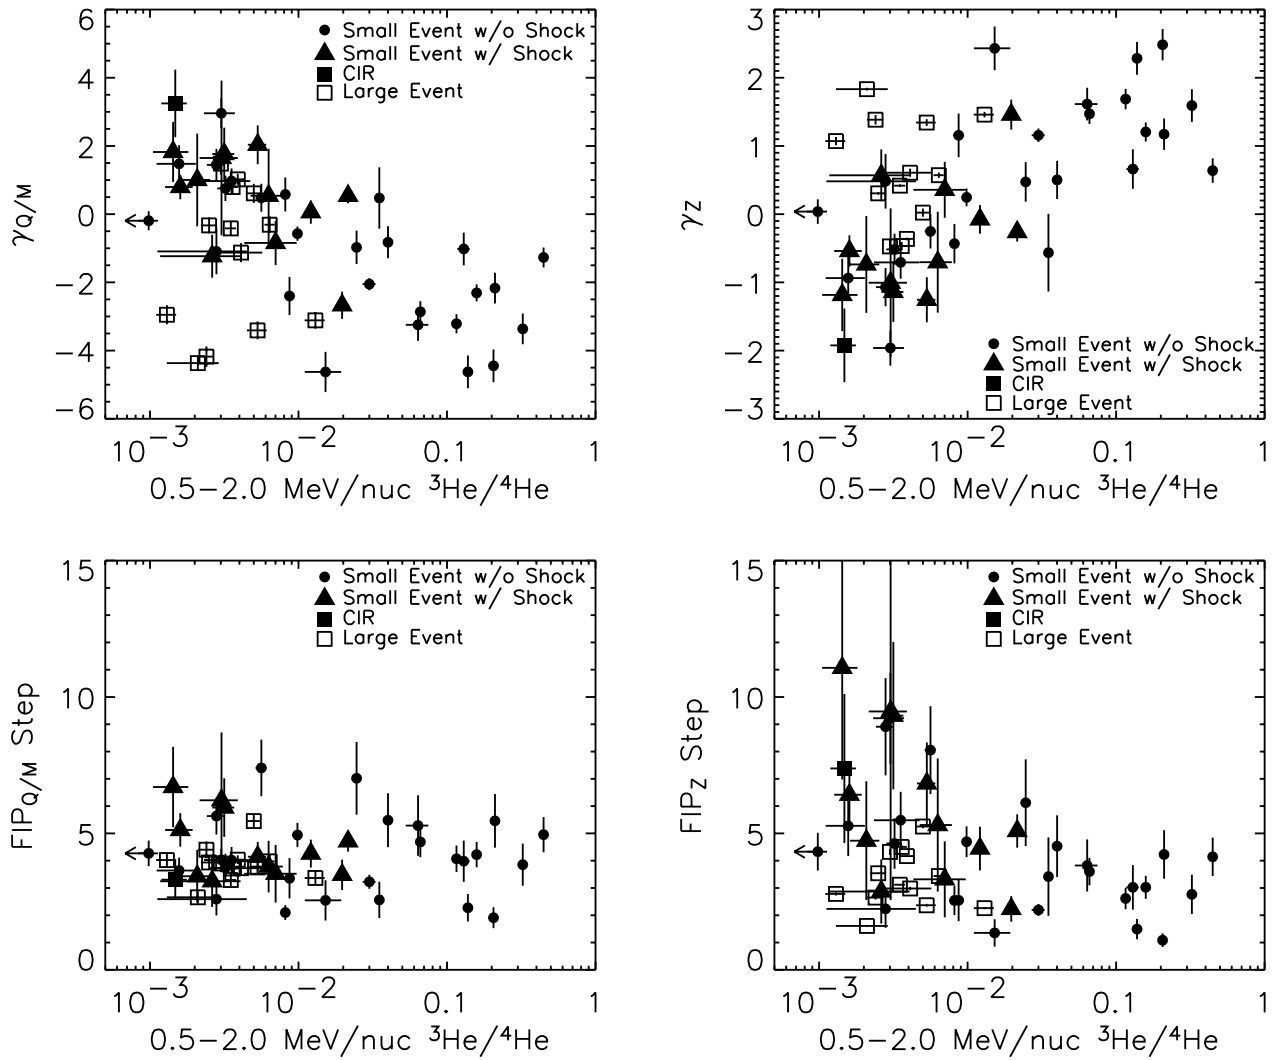 6
4
2
0
−2
−4
−6
γQ/M
Small Event w/o Shock
Small Event w/ Shock
CIR
Large Event
10−3
10−2
0.1
1
0.5−2.0 MeV/nuc 3He/4He
3
2
1
0
−1
−2
−3
γZ
Small Event w/o Shock
Small Event w/ Shock
CIR
Large Event
10−3
10−2
0.1
1
0.5−2.0 MeV/nuc 3He/4He
15
10
5
0
FIPQ/M Step
Small Event w/o Shock
Small Event w/ Shock
CIR
Large Event
10−3
10−2
0.1
1
0.5−2.0 MeV/nuc 3He/4He
15
10
5
0
FIPZ Step
Small Event w/o Shock
Small Event w/ Shock
CIR
Large Event
10−3
10−2
0.1
1
0.5−2.0 MeV/nuc 3He/4He